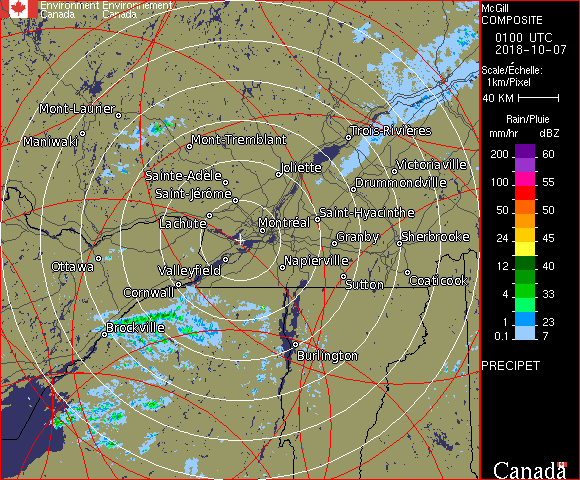 Environment Environnement
Canada Canada
McGill
COMPOSITE
0100 UTC
2018-10-07
Scale/Échelle:
1km/Pixel
40 KM
Rain/Pluie
mm/hr dBZ
200 60
100 55
50 50
24 45
12 40
4 33
1 23
0.1 7
PRECIPET
Canada
Mont-Laurier
Maniwaki
Mont-Tremblant
Trois-Rivières
Sainte-Adèle
Joliette
Victoriaville
Saint-Jérôme
Drummondville
Lachute
Montréal
Saint-Hyacinthe
Granby
Sherbrooke
Ottawa
Valleyfield
Napierville
Cornwall
Sutton
Coaticook
Brockville
Burlington